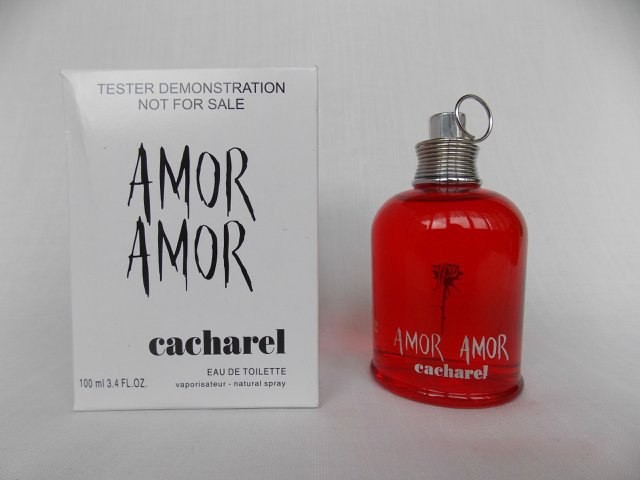 TESTER DEMONSTRATION
NOT FOR SALE
AMOR
AMOR
cacharel
EAU DE TOILETTE
100 ml 3.4 FL.OZ.
vaporisateur - natural spray
AMOR AMOR
cacharel